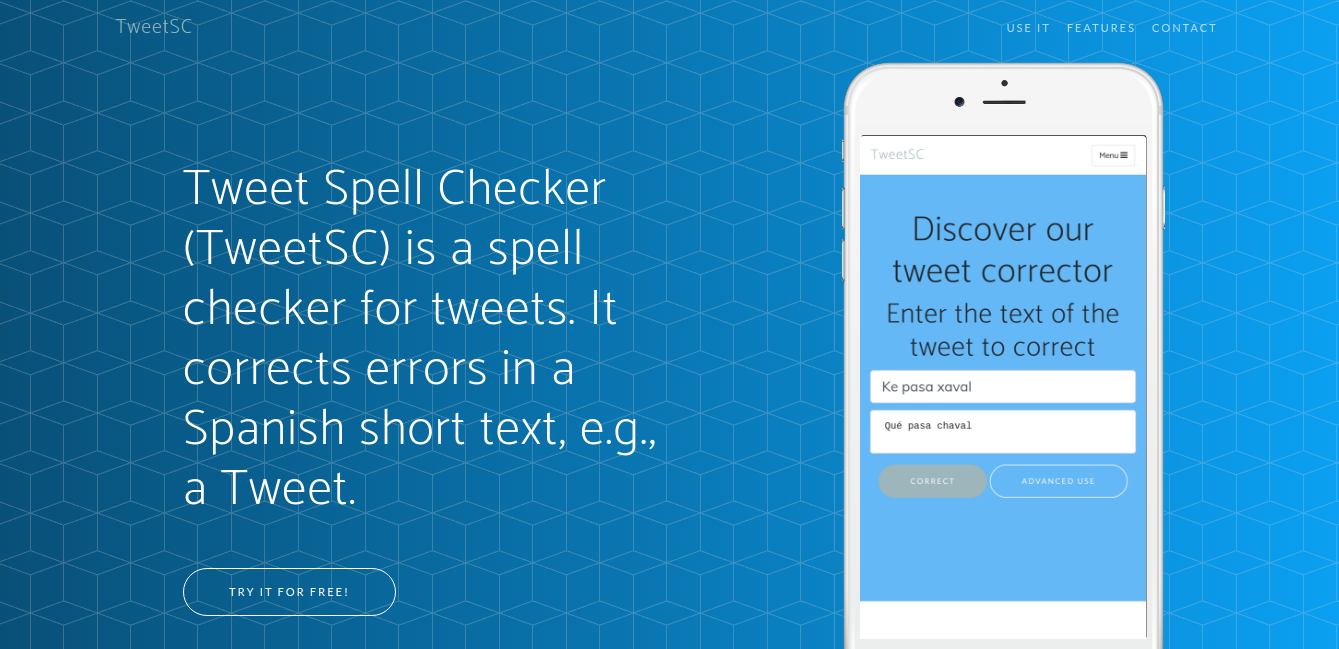 TweetSC
USE IT FEATURES CONTACT
Tweet Spell Checker
(TweetSC) is a spell
checker for tweets. It
corrects errors in a
Spanish short text, e.g.,
a Tweet.
TRY IT FOR FREE!
TweetSC
Menu
Discover our
tweet corrector
Enter the text of the
tweet to correct
Ke pasa xaval
Qué pasa chaval
CORRECT ADVANCED USE